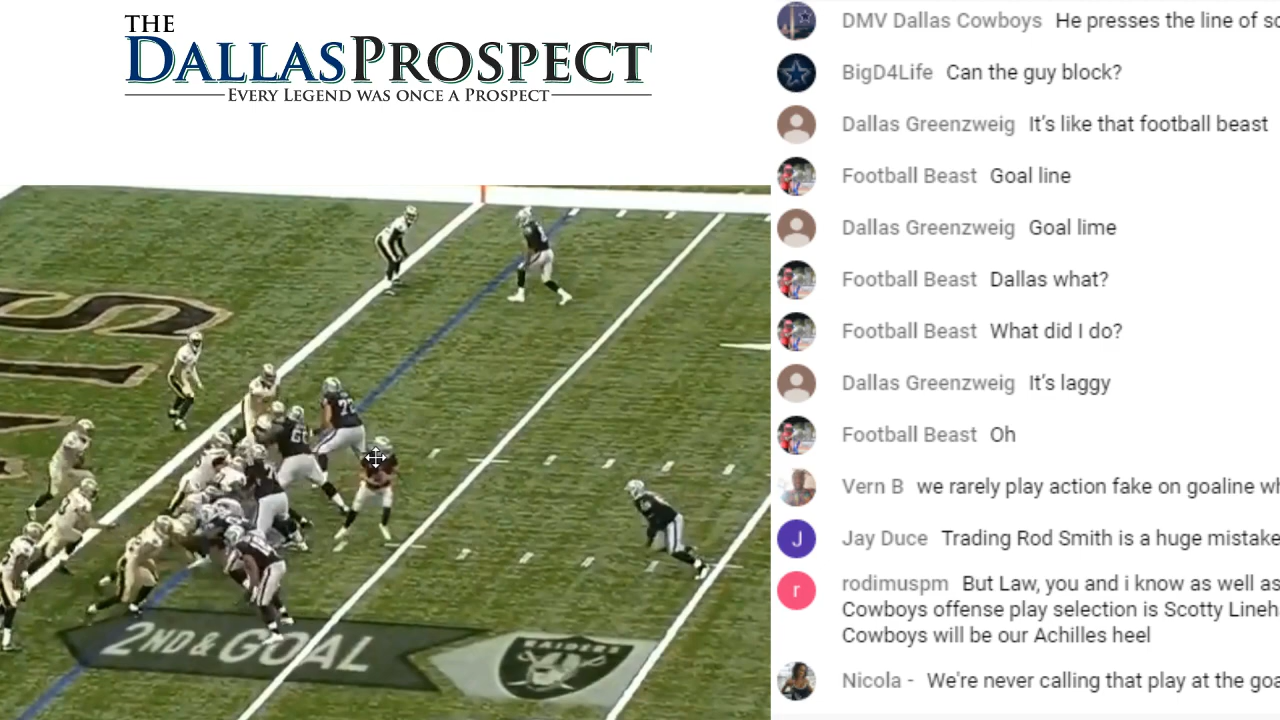 THE
DALLAS PROSPECT
EVERY LEGEND WAS ONCE A PROSPECT
2ND & GOAL
RAIDERS
DMV Dallas Cowboys He presses the line of
BigD4Life Can the guy block?
Dallas Greenzweig It's like that football beast
Football Beast Goal line
Dallas Greenzweig Goal lime
Football Beast Dallas what?
Football Beast What did I do?
Dallas Greenzweig It's laggy
Football Beast Oh
Vern B we rarely play action fake on goaline
J Jay Duce Trading Rod Smith is a huge mistake
r rodimuspm But Law, you and i know as well as
Cowboys offense play selection is Scotty
Cowboys will be our Achilles heel
Nicola - We're never calling that play at the